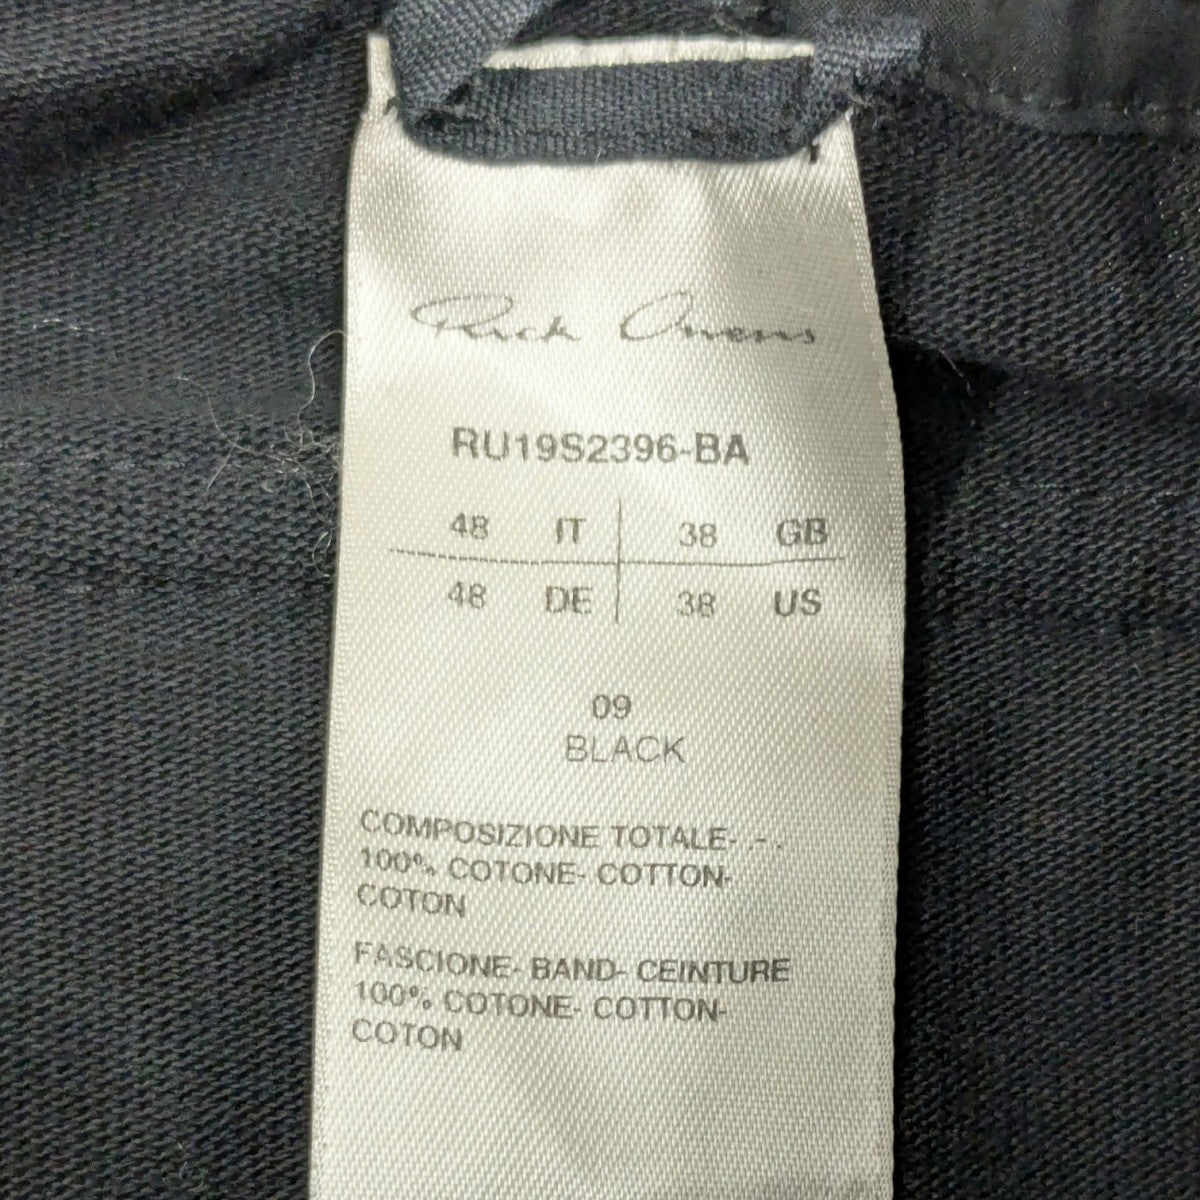 Rick Owens
RU19S2396-BA
48 IT 38 GB
48 DE 38 US
09
BLACK
COMPOSIZIONE TOTALE- .-.
100% COTONE- COTTON-
COTON
FASCIONE- BAND- CEINTURE
100% COTONE- COTTON-
COTON